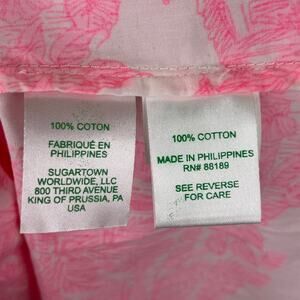 100% COTON
FABRIQUÉ EN
PHILIPPINES
SUGARTOWN
WORLDWIDE, LLC
800 THIRD AVENUE
KING OF PRUSSIA, PA
USA
100% COTTON
MADE IN PHILIPPINES
RN# 88189
SEE REVERSE
FOR CARE